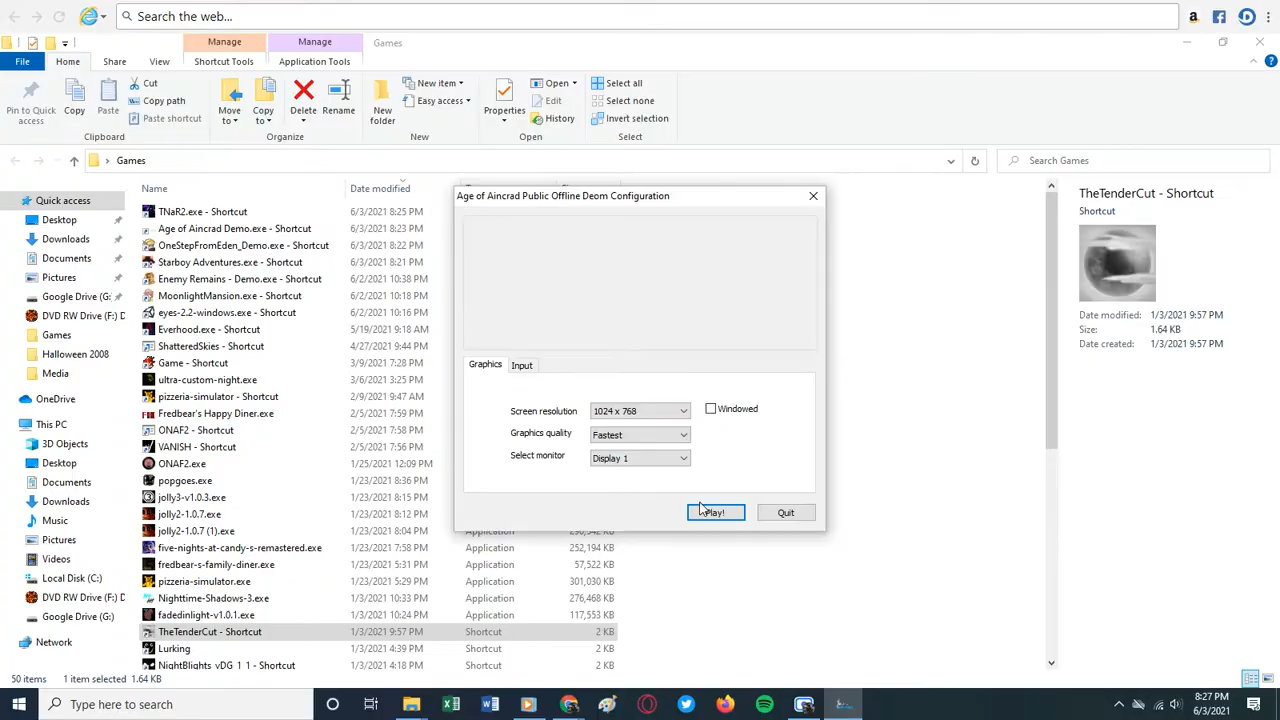 Search the web...
Manage
Manage
Games
File
Home
Share
View
Shortcut Tools
Application Tools
Pin to Quick access
Copy
Paste
Cut
Copy path
Paste shortcut
Clipboard
Move to
Copy to
Delete
Rename
Organize
New folder
New item
Easy access
New
Properties
Open
Edit
History
Open
Select all
Select none
Invert selection
Select
Games
Search Games
Name
Date modified
Quick access
Desktop
Downloads
Documents
Pictures
Google Drive (G:
DVD RW Drive (F:) D
Games
Halloween 2008
Media
OneDrive
This PC
3D Objects
Desktop
Documents
Downloads
Music
Pictures
Videos
Local Disk (C:)
DVD RW Drive (F:) D
Google Drive (G:)
Network
TNaR2.exe - Shortcut 6/3/2021 8:25 PM
Age of Aincrad Demo.exe - Shortcut 6/3/2021 8:23 PM
OneStepFromEden_Demo.exe - Shortcut 6/3/2021 8:22 PM
Starboy Adventures.exe - Shortcut 6/3/2021 8:21 PM
Enemy Remains - Demo.exe - Shortcut 6/2/2021 10:38 PM
MoonlightMansion.exe - Shortcut 6/2/2021 10:18 PM
eyes-2.2-windows.exe - Shortcut 6/2/2021 10:16 PM
Everhood.exe - Shortcut 5/19/2021 9:18 AM
ShatteredSkies - Shortcut 4/27/2021 9:44 PM
Game - Shortcut 3/9/2021 7:28 PM
ultra-custom-night.exe 3/6/2021 3:25 PM
pizzeria-simulator - Shortcut 2/9/2021 9:47 AM
Fredbear's Happy Diner.exe 2/5/2021 7:59 PM
ONAF2 - Shortcut 2/5/2021 7:58 PM
VANISH - Shortcut 2/5/2021 7:56 PM
ONAF2.exe 1/25/2021 12:09 PM
popgoes.exe 1/24/2021 8:36 PM
jolly3-v1.0.3.exe 1/24/2021 8:15 PM
jolly2-1.0.7.exe 1/24/2021 8:12 PM
jolly2-1.0.7 (1).exe 1/24/2021 8:04 PM Application 290,342 KB
five-nights-at-candy-s-remastered.exe 1/23/2021 7:58 PM Application 252,194 KB
fredbear-s-family-diner.exe 1/23/2021 5:31 PM Application 57,522 KB
pizzeria-simulator.exe 1/23/2021 5:29 PM Application 301,030 KB
Nighttime-Shadows-3.exe 1/3/2021 10:33 PM Application 276,468 KB
fadedinlight-v1.0.1.exe 1/3/2021 10:24 PM Application 117,553 KB
TheTenderCut - Shortcut 1/3/2021 9:57 PM Shortcut 2 KB
Lurking 1/3/2021 4:39 PM Shortcut 2 KB
NightBlights vDG 1 1 - Shortcut 1/3/2021 4:18 PM Shortcut 2 KB
Age of Aincrad Public Offline Deom Configuration
Graphics
Input
Screen resolution 1024 x 768 Windowed
Graphics quality Fastest
Select monitor Display 1
Play!
Quit
TheTenderCut - Shortcut
Shortcut
Date modified: 1/3/2021 9:57 PM
Size: 1.64 KB
Date created: 1/3/2021 9:57 PM
50 items 1 item selected 1.64 KB
Type here to search
8:27 PM
6/3/2021